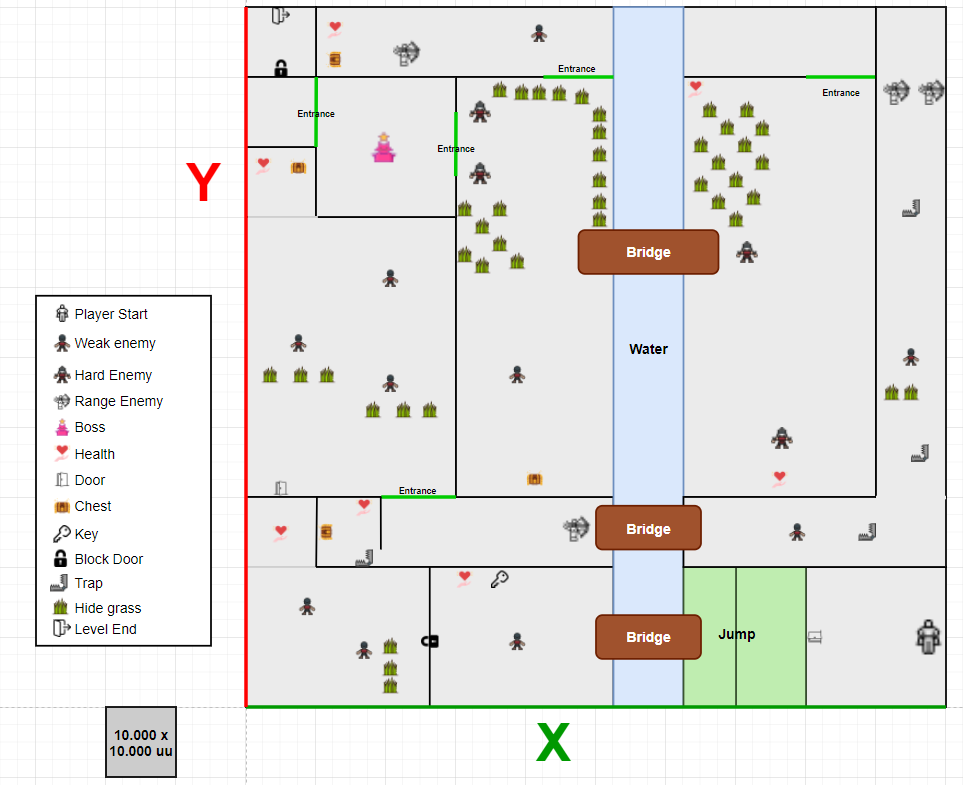 Entrance
Entrance
Entrance
Entrance
Y
Bridge
Player Start
Weak enemy
Hard Enemy
Range Enemy
Boss
Health
Door
Chest
Key
Block Door
Trap
Hide grass
Level End
Water
Entrance
Bridge
Bridge
Jump
10.000 x
10.000 uu
X